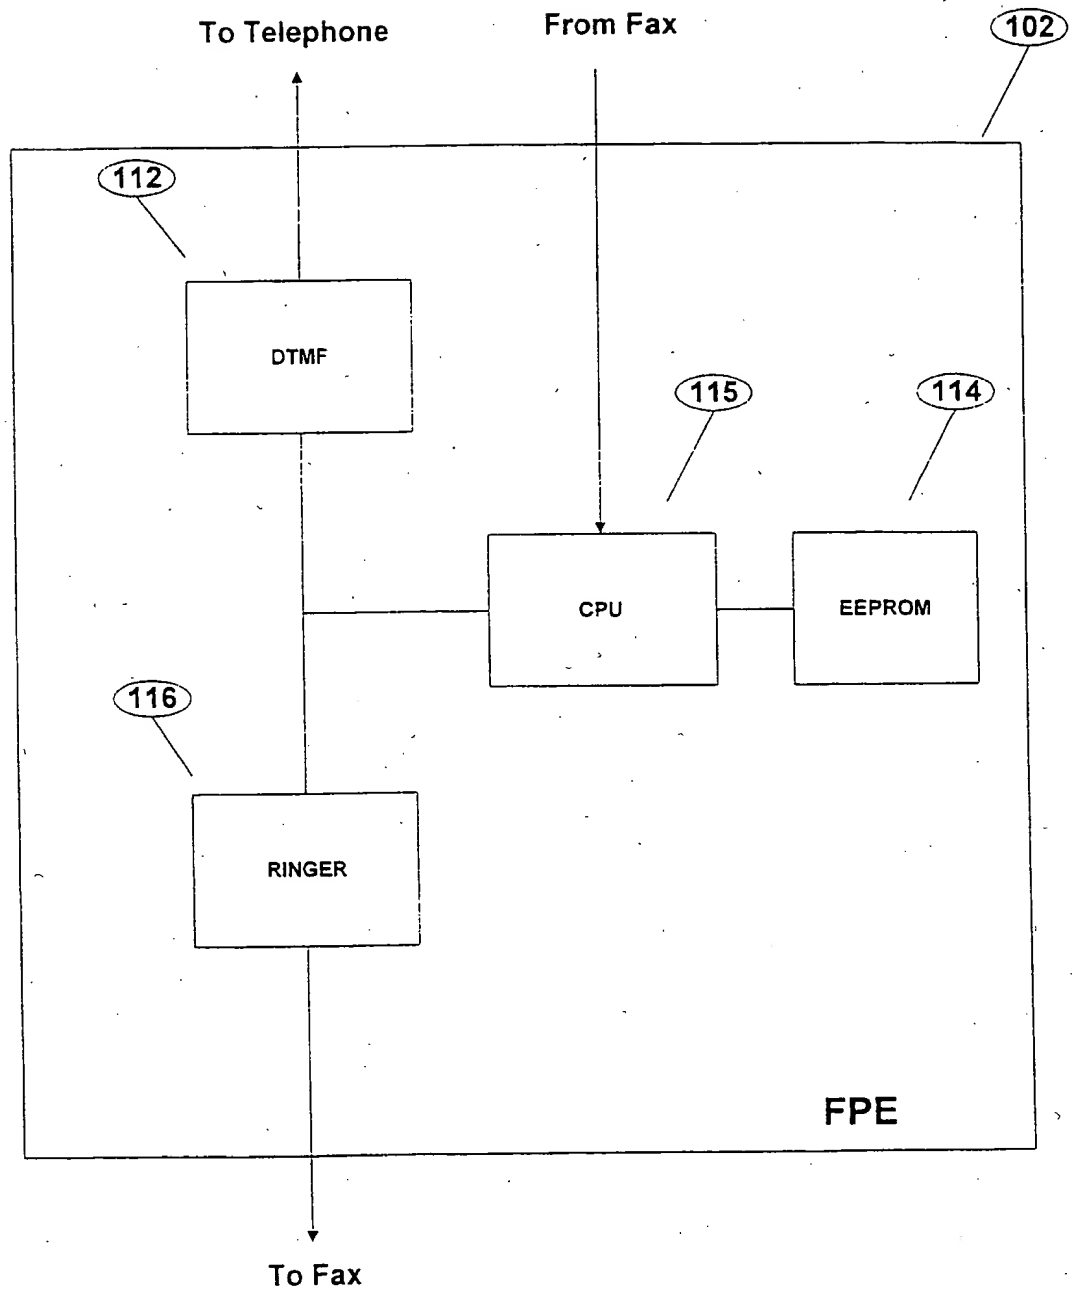 To Telephone
From Fax
102
112
DTMF
115
114
CPU
EEPROM
116
RINGER
FPE
To Fax